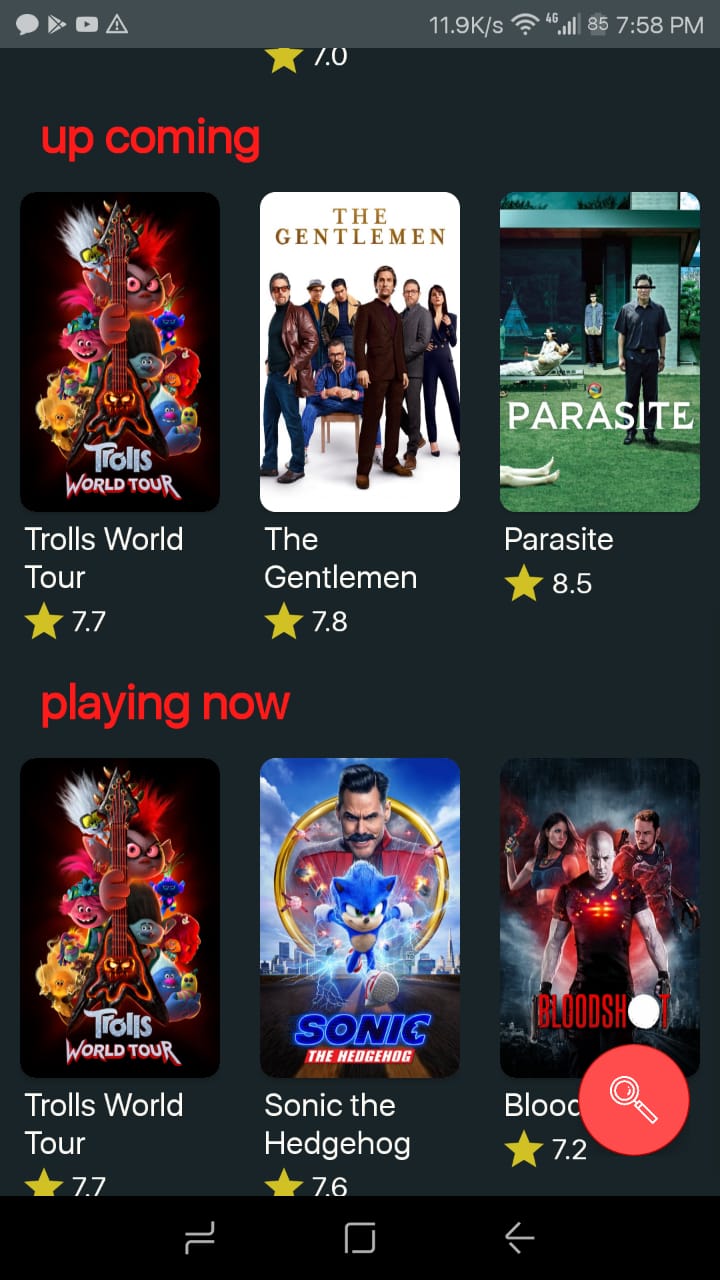 11.9K/s 4G 85 7:58 PM
7.0
up coming
THE
GENTLEMEN
PARASITE
Trolls
WORLD TOUR
Trolls World
Tour
7.7
The
Gentlemen
7.8
Parasite
8.5
playing now
Trolls
WORLD TOUR
SONIC
THE HEDGEHOG
BLOODSH T
Trolls World
Tour
7.7
Sonic the
Hedgehog
7.6
Blood
7.2